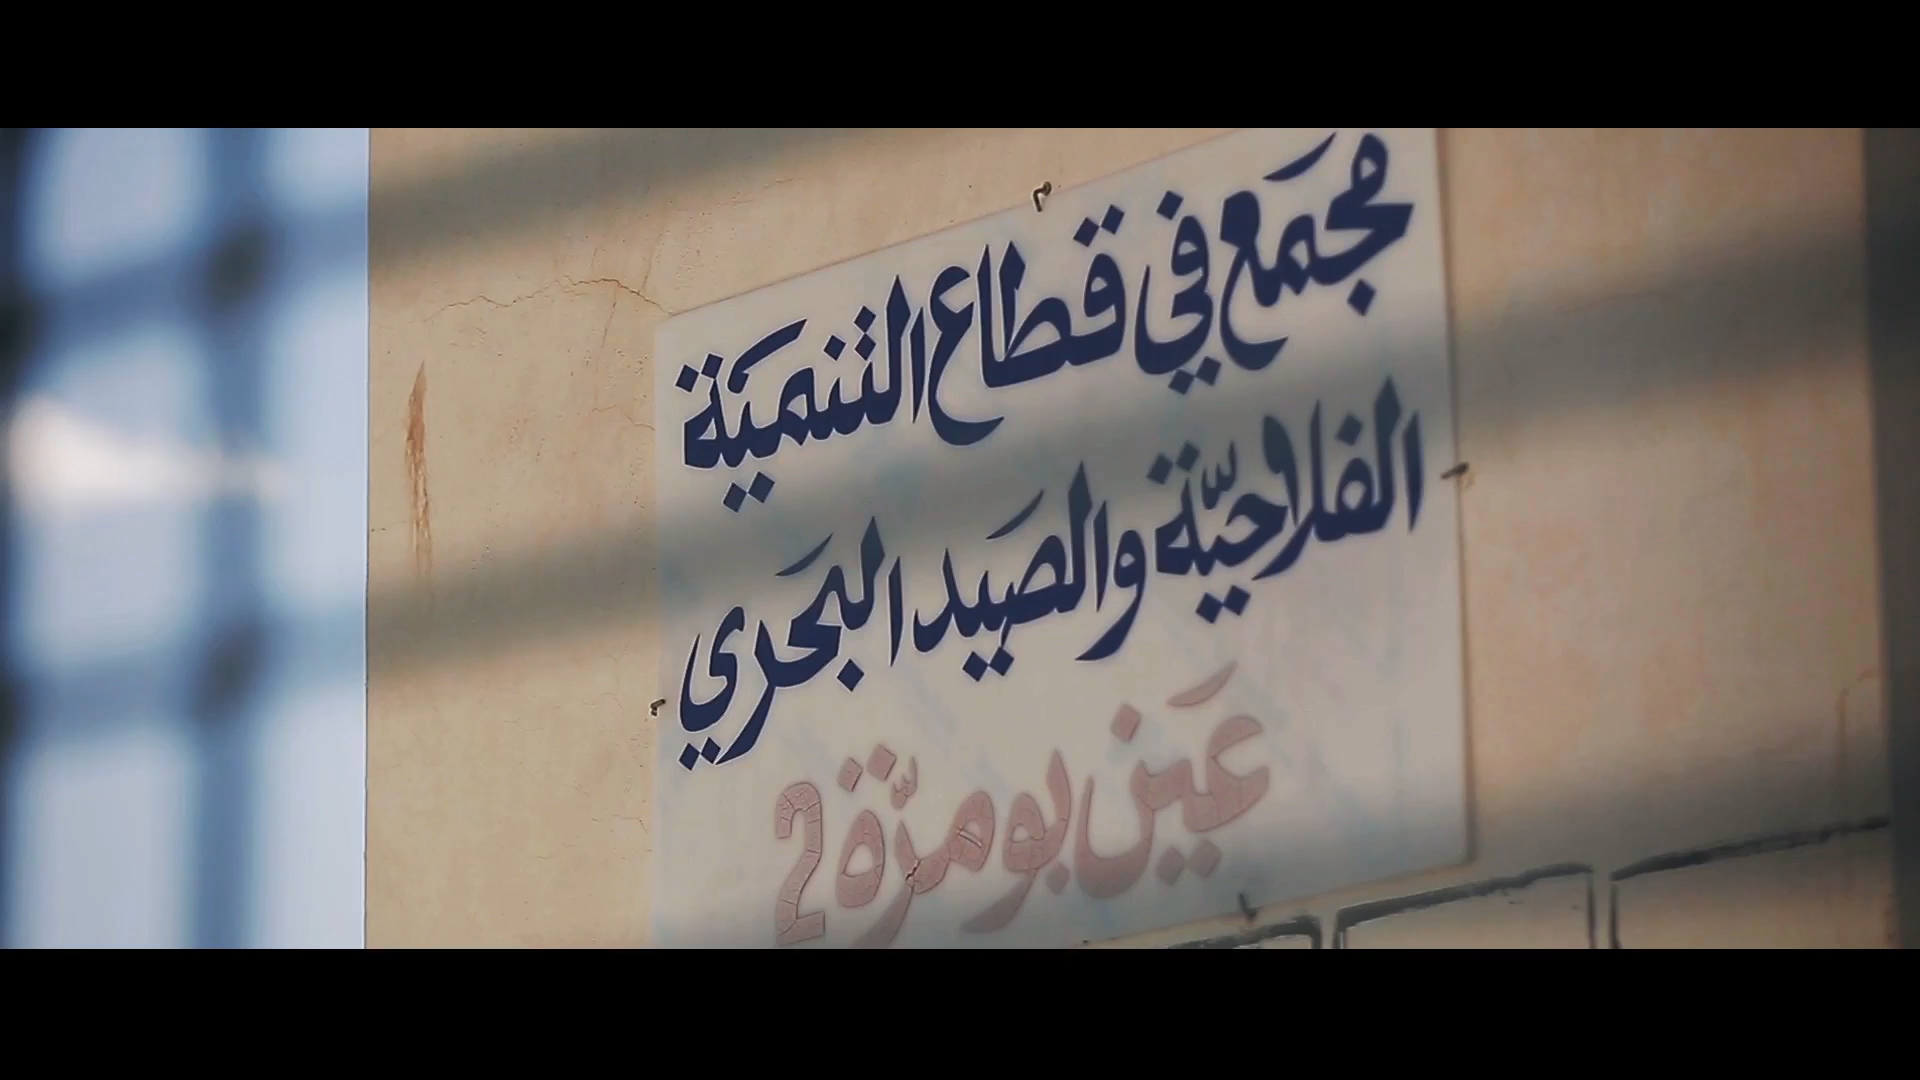 مجمع في قطاع التنمية
الفلاحيّة والصيد البحري
عين بومرّة 2